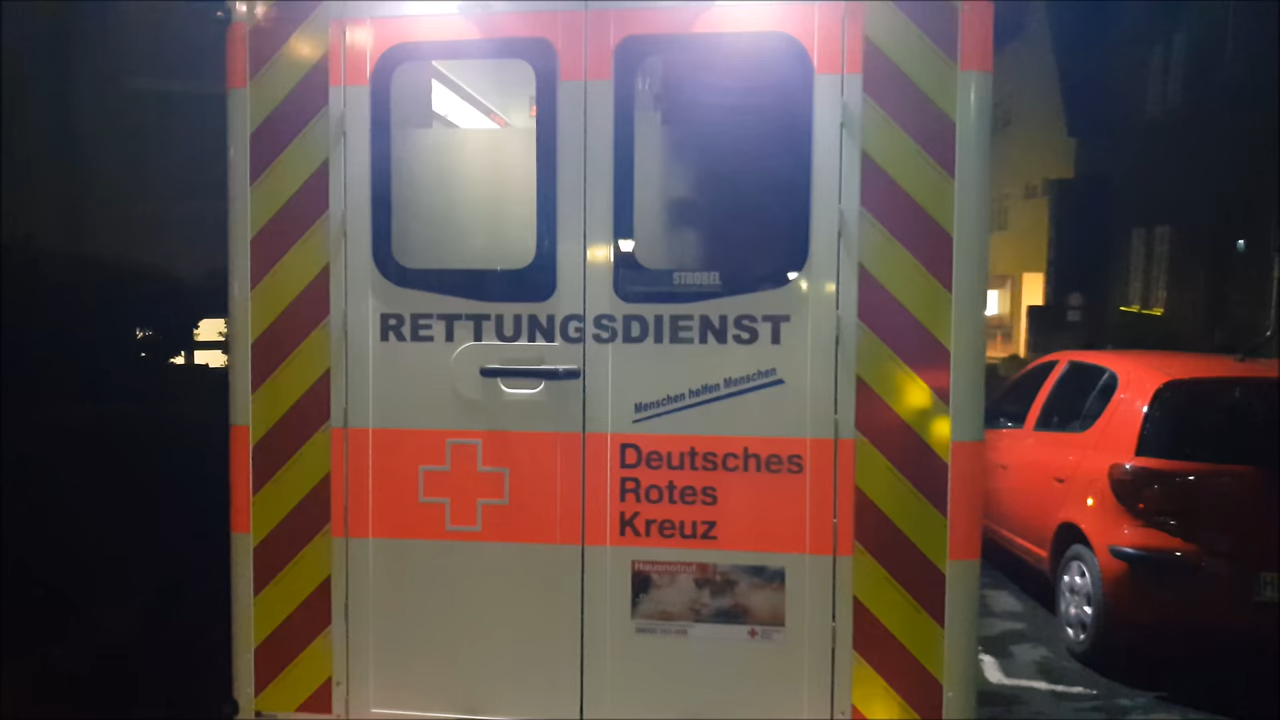 STROBEL
RETTUNGSDIENST
Menschen helfen Menschen
Deutsches
Rotes
Kreuz
Hausnotruf